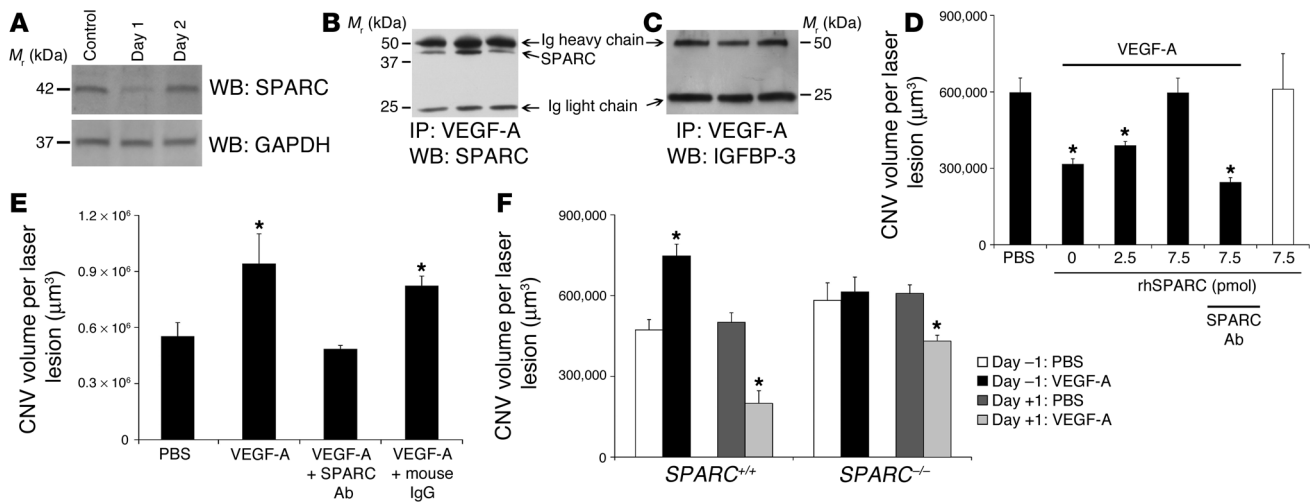 A
Control
Day 1
Day 2
Mr (kDa)
42
WB: SPARC
37
WB: GAPDH
B
Mr (kDa)
50
37
25
Ig heavy chain
SPARC
Ig light chain
IP: VEGF-A
WB: SPARC
C
Mr (kDa)
50
25
IP: VEGF-A
WB: IGFBP-3
D
CNV volume per laser
lesion (μm³)
900,000
600,000
300,000
0
VEGF-A
*
*
*
PBS
0
2.5
7.5
7.5
7.5
rhSPARC (pmol)
SPARC
Ab
E
CNV volume per laser
lesion (μm³)
1.2 × 10⁶
0.9 × 10⁶
0.6 × 10⁶
0.3 × 10⁶
0
*
*
PBS
VEGF-A
VEGF-A
+ SPARC
Ab
VEGF-A
+ mouse
IgG
F
CNV volume per laser
lesion (μm³)
900,000
600,000
300,000
0
*
*
*
SPARC+/+
SPARC–/–
Day –1: PBS
Day –1: VEGF-A
Day +1: PBS
Day +1: VEGF-A